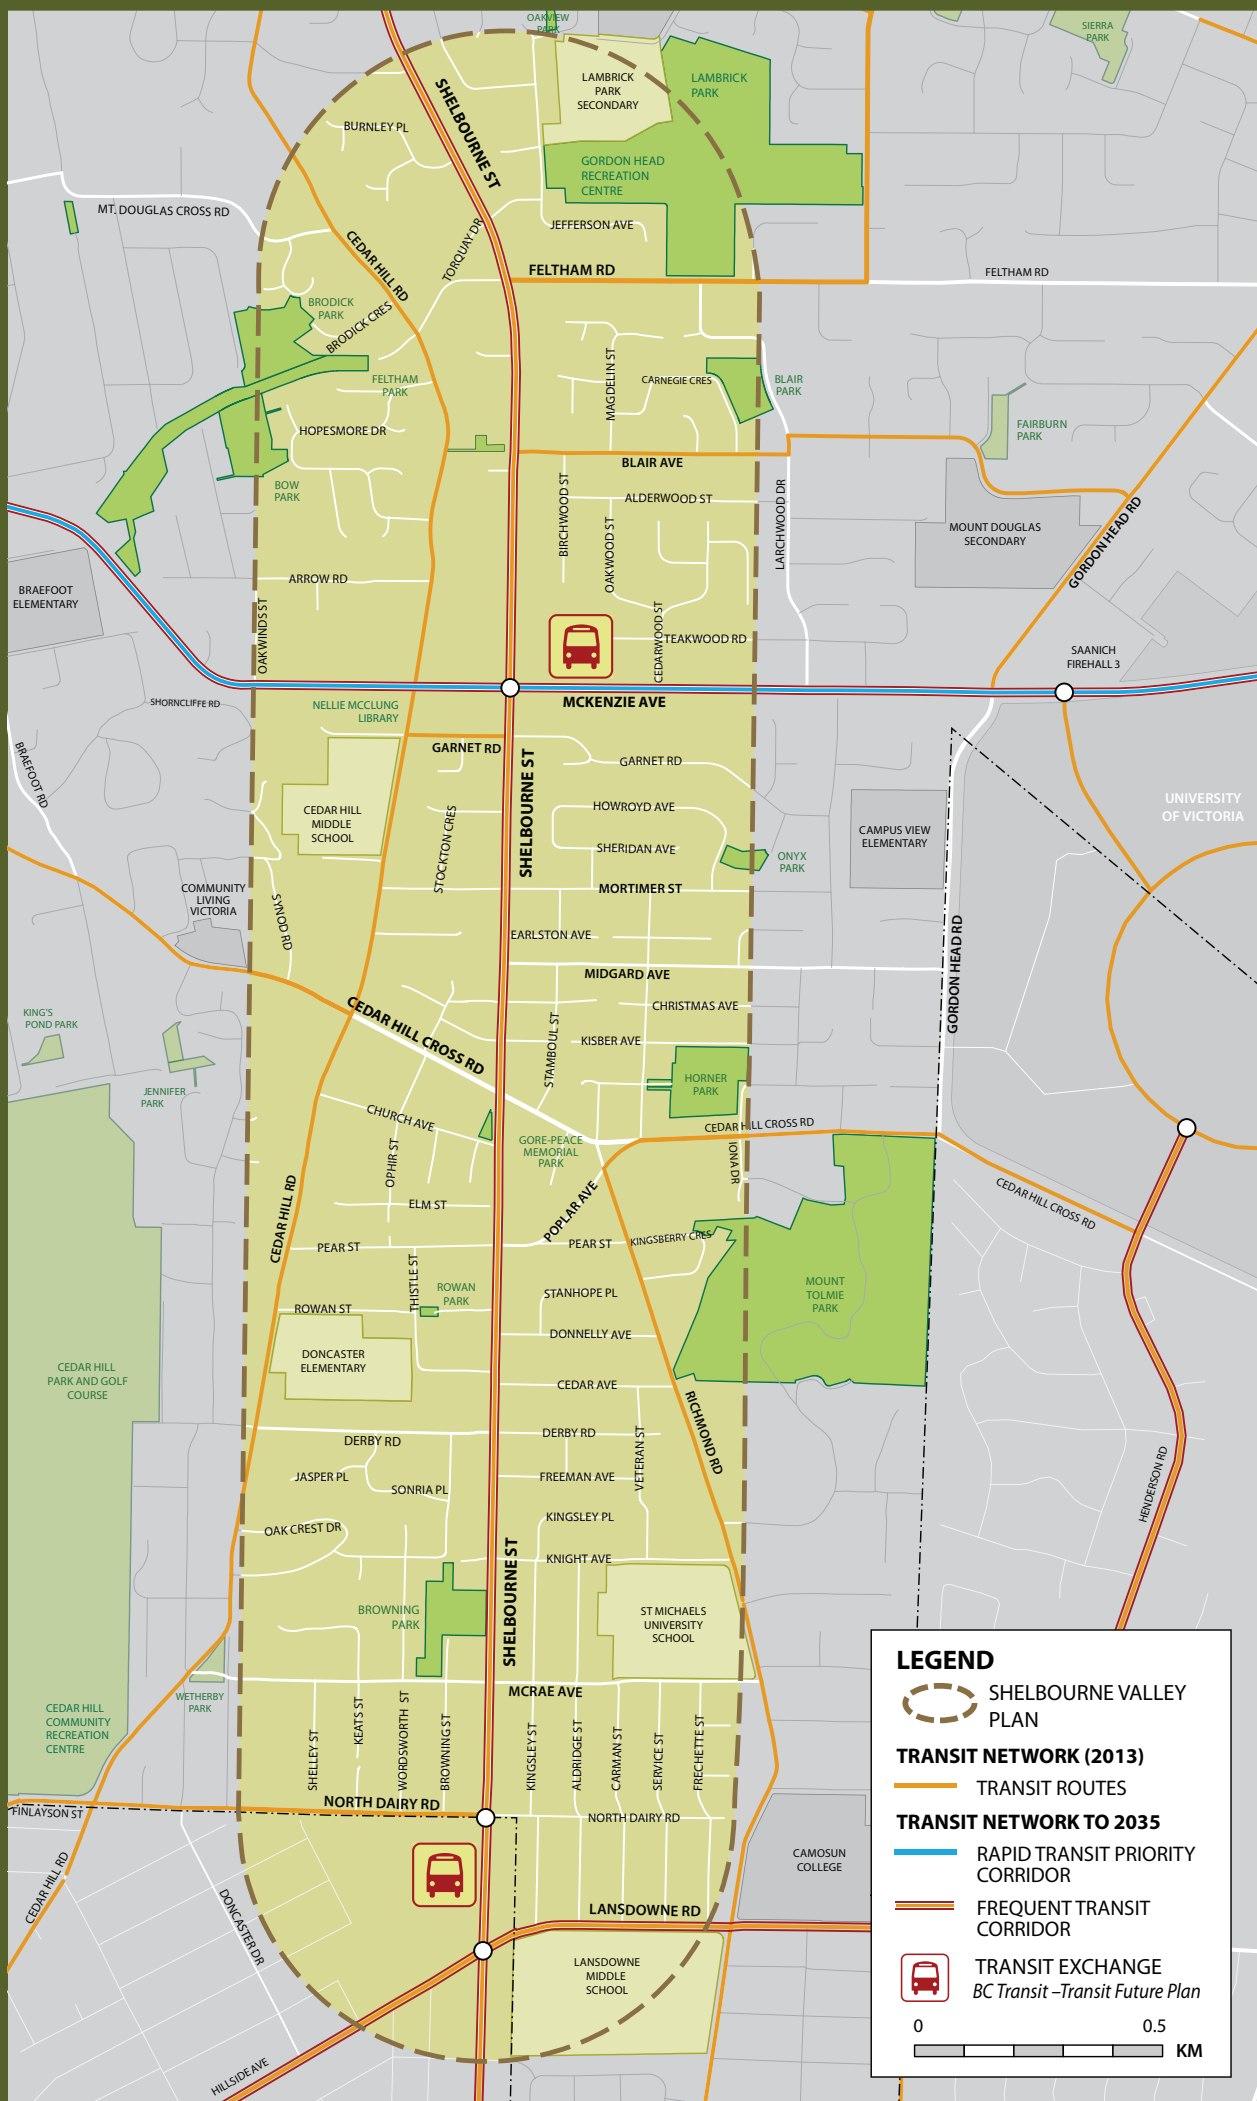 OAKVIEW
PARK
SIERRA
PARK
LAMBRICK
PARK
SECONDARY
LAMBRICK
PARK
SHELBOURNE ST
BURNLEY PL
GORDON HEAD
RECREATION
CENTRE
MT. DOUGLAS CROSS RD
JEFFERSON AVE
TORQUAY DR
CEDAR HILL RD
FELTHAM RD
FELTHAM RD
BRODICK
PARK
BRODICK CRES
MAGDELIN ST
FELTHAM
PARK
CARNEGIE CRES
BLAIR
PARK
FAIRBURN
PARK
HOPESMORE DR
BLAIR AVE
BOW
PARK
BIRCHWOOD ST
ALDERWOOD ST
LARCHWOOD DR
MOUNT DOUGLAS
SECONDARY
GORDON HEAD RD
OAKWOOD ST
ARROW RD
BRAEFOOT
ELEMENTARY
OAKWINDS ST
CEDARWOOD ST
TEAKWOOD RD
SAANICH
FIREHALL 3
SHORNCLIFFE RD
NELLIE MCCLUNG
LIBRARY
MCKENZIE AVE
GARNET RD
GARNET RD
BRAEFOOT RD
SHELBOURNE ST
UNIVERSITY
OF VICTORIA
CEDAR HILL
MIDDLE
SCHOOL
STOCKTON CRES
HOWROYD AVE
CAMPUS VIEW
ELEMENTARY
SHERIDAN AVE
ONYX
PARK
COMMUNITY
LIVING
VICTORIA
MORTIMER ST
SYNOD RD
EARLSTON AVE
GORDON HEAD RD
MIDGARD AVE
KING'S
POND PARK
CEDAR HILL CROSS RD
CHRISTMAS AVE
STAMBOUL ST
KISBER AVE
JENNIFER
PARK
HORNER
PARK
CHURCH AVE
CEDAR HILL CROSS RD
GORE-PEACE
MEMORIAL
PARK
OPHIR ST
IONA DR
CEDAR HILL CROSS RD
CEDAR HILL RD
ELM ST
POPLAR AVE
PEAR ST
PEAR ST
KINGSBERRY CRES
THISTLE ST
ROWAN
PARK
STANHOPE PL
MOUNT
TOLMIE
PARK
ROWAN ST
DONNELLY AVE
DONCASTER
ELEMENTARY
CEDAR HILL
PARK AND GOLF
COURSE
CEDAR AVE
RICHMOND RD
DERBY RD
DERBY RD
VETERAN ST
JASPER PL
SONRIA PL
FREEMAN AVE
HENDERSON RD
OAK CREST DR
KINGSLEY PL
SHELBOURNE ST
KNIGHT AVE
BROWNING
PARK
ST MICHAELS
UNIVERSITY
SCHOOL
WETHERBY
PARK
MCRAE AVE
CEDAR HILL
COMMUNITY
RECREATION
CENTRE
SHELLEY ST
KEATS ST
WORDSWORTH ST
BROWNING ST
KINGSLEY ST
ALDRIDGE ST
CARMAN ST
SERVICE ST
FRECHETTE ST
FINLAYSON ST
NORTH DAIRY RD
NORTH DAIRY RD
CEDAR HILL RD
DONCASTER DR
CAMOSUN
COLLEGE
LANSDOWNE RD
LANSDOWNE
MIDDLE
SCHOOL
HILLSIDE AVE
LEGEND
SHELBOURNE VALLEY
PLAN
TRANSIT NETWORK (2013)
TRANSIT ROUTES
TRANSIT NETWORK TO 2035
RAPID TRANSIT PRIORITY
CORRIDOR
FREQUENT TRANSIT
CORRIDOR
TRANSIT EXCHANGE
BC Transit –Transit Future Plan
0 0.5
KM